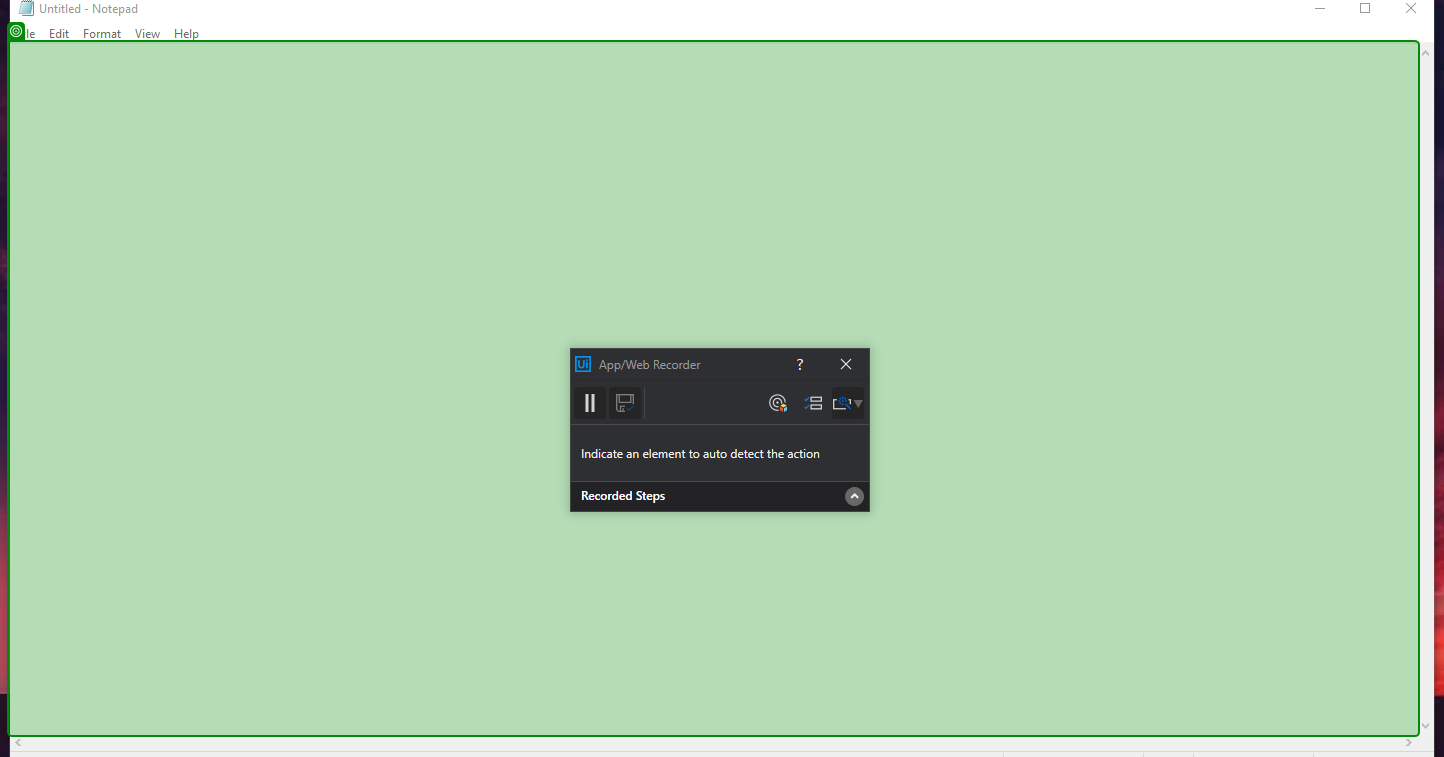 Untitled - Notepad
le Edit Format View Help
Ui App/Web Recorder ?
Indicate an element to auto detect the action
Recorded Steps